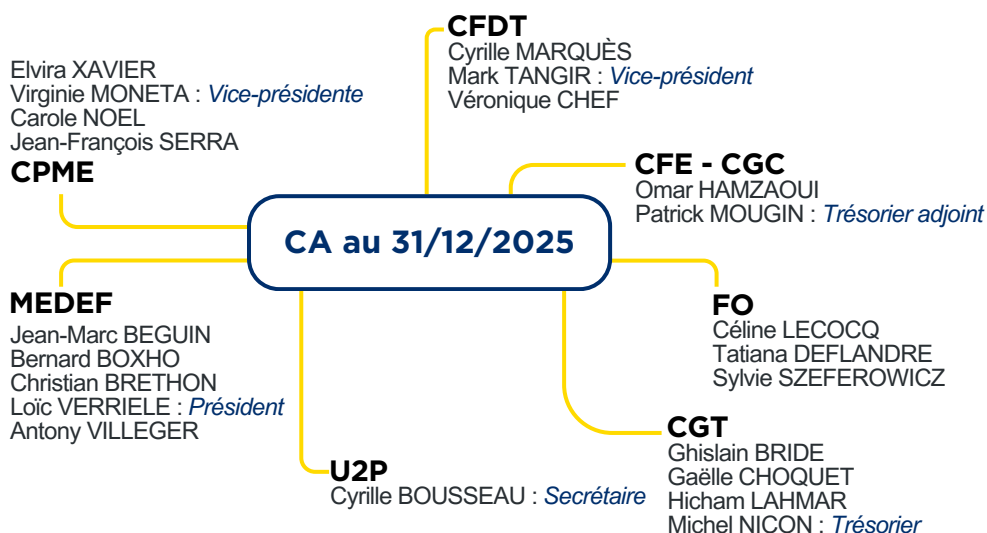 CFDT
Cyrille MARQUÈS
Mark TANGIR : Vice-président
Véronique CHEF
Elvira XAVIER
Virginie MONETA : Vice-présidente
Carole NOEL
Jean-François SERRA
CPME
CFE - CGC
Omar HAMZAOUI
Patrick MOUGIN : Trésorier adjoint
CA au 31/12/2025
MEDEF
Jean-Marc BEGUIN
Bernard BOXHO
Christian BRETHON
Loïc VERRIELE : Président
Antony VILLEGER
FO
Céline LECOCQ
Tatiana DEFLANDRE
Sylvie SZEFEROWICZ
U2P
Cyrille BOUSSEAU : Secrétaire
CGT
Ghislain BRIDE
Gaëlle CHOQUET
Hicham LAHMAR
Michel NICON : Trésorier